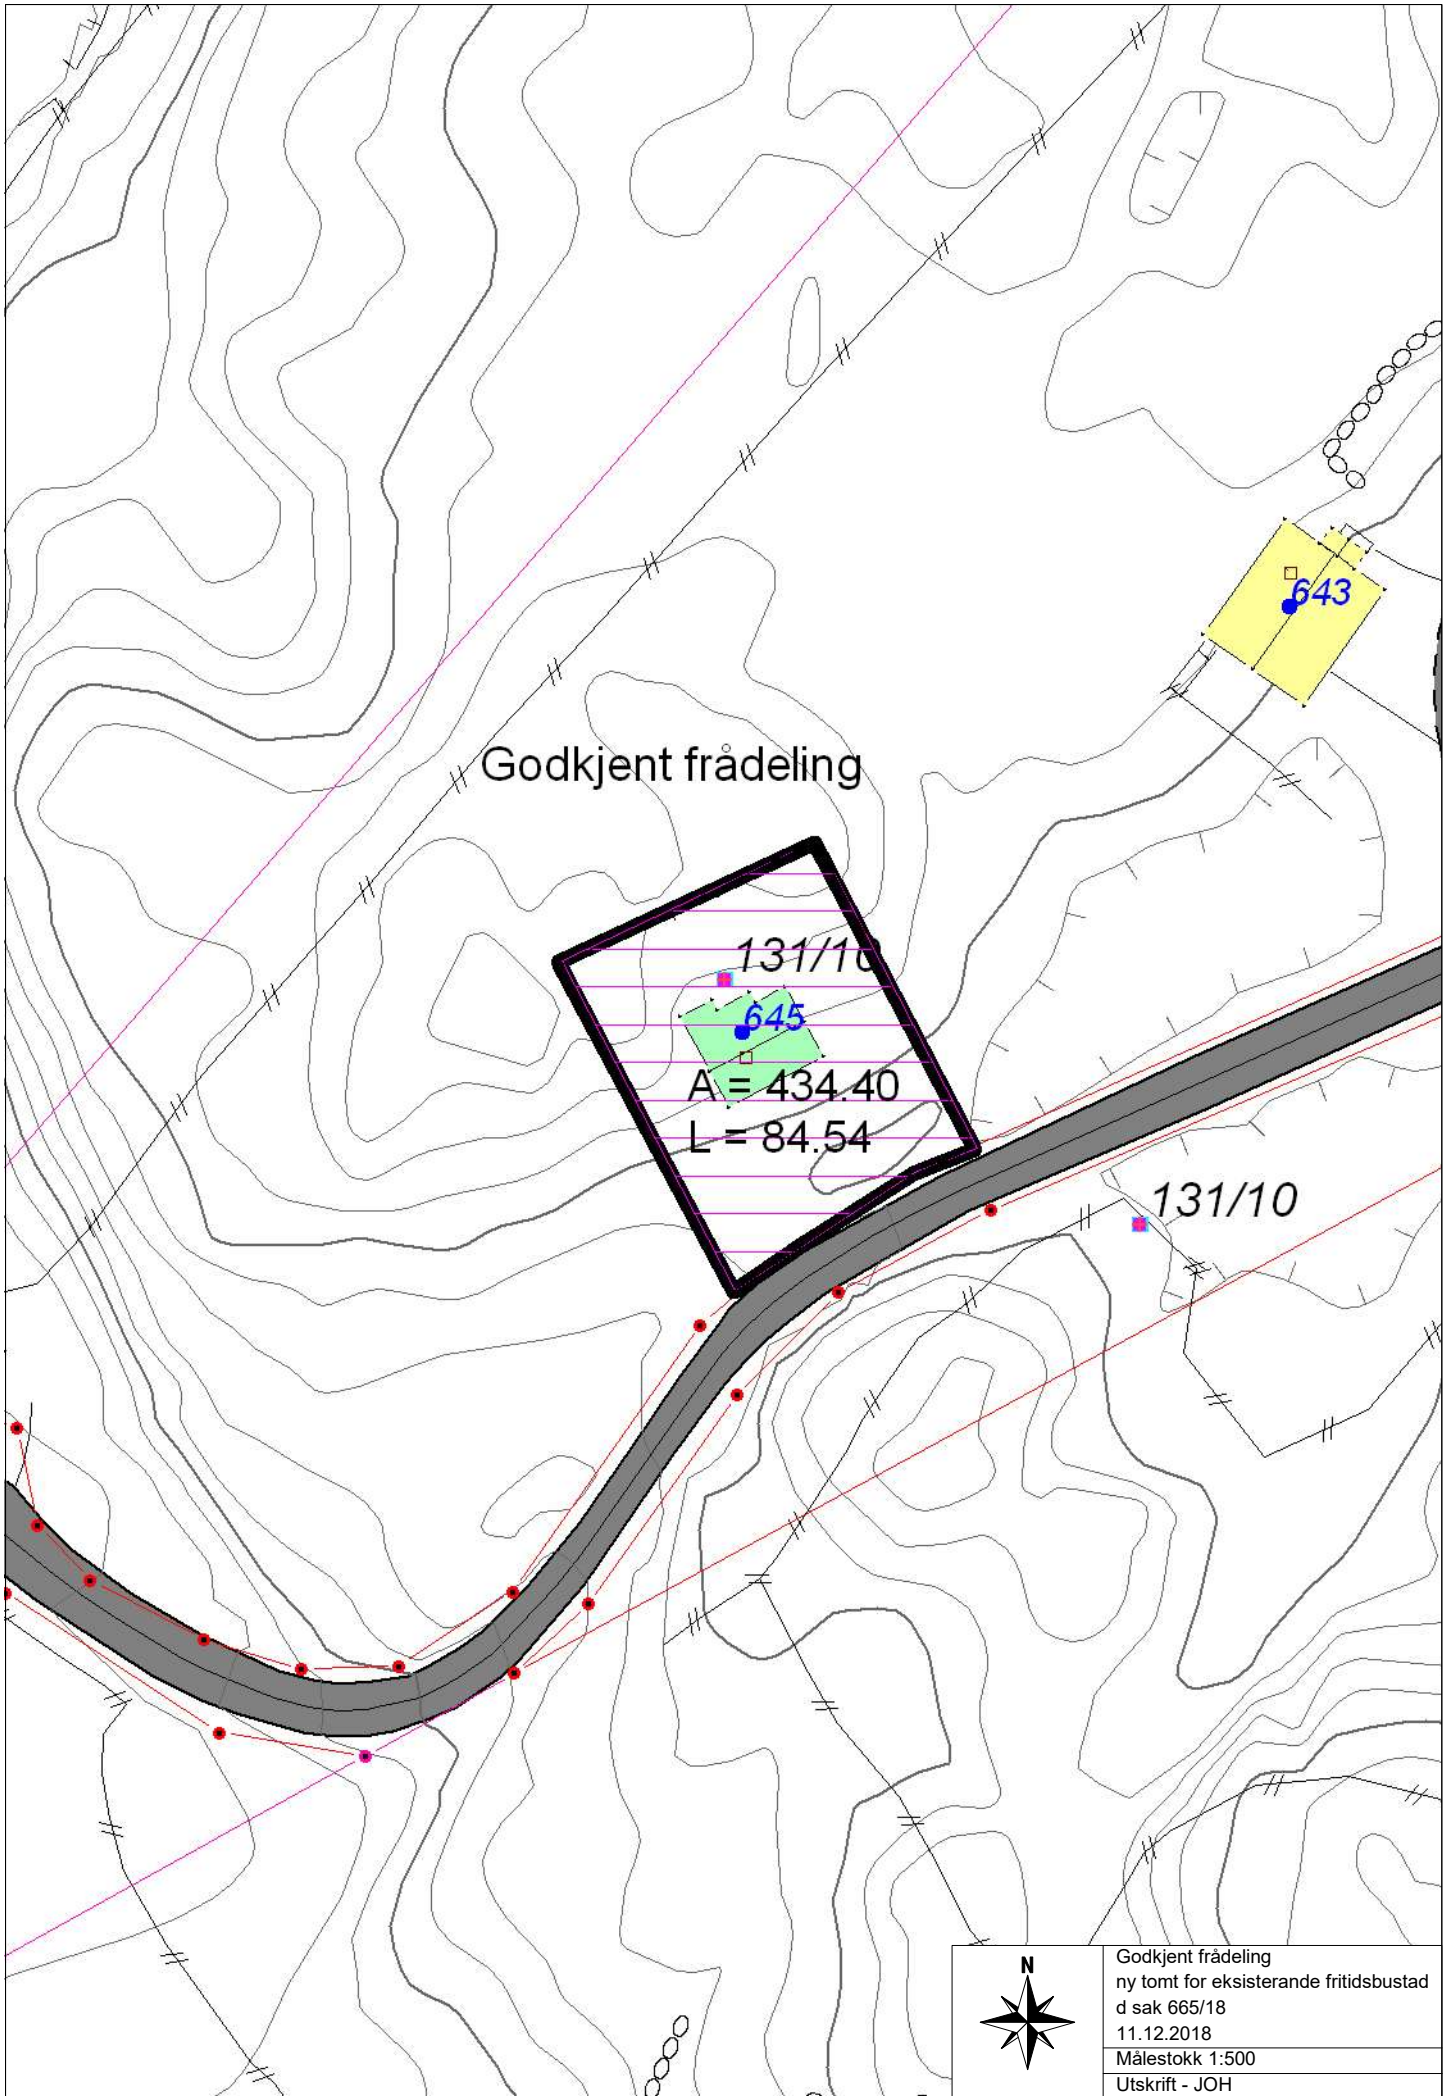 643
Godkjent frådeling
131/10
645
A = 434.40
L = 84.54
131/10
N
Godkjent frådeling
ny tomt for eksisterande fritidsbustad
d sak 665/18
11.12.2018
Målestokk 1:500
Utskrift - JOH